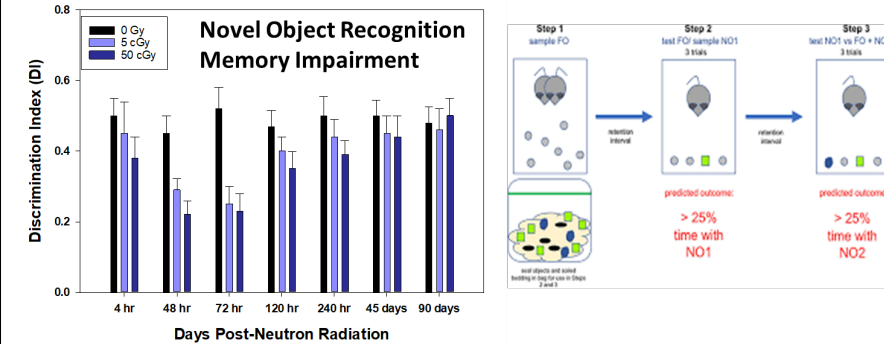 Novel Object Recognition
Memory Impairment
0 Gy
5 cGy
50 cGy
Discrimination Index (DI)
0.8
0.6
0.4
0.2
0.0
4 hr 48 hr 72 hr 120 hr 240 hr 45 days 90 days
Days Post-Neutron Radiation
Step 1
sample FO
Step 2
test FO/ sample NO1
3 trials
Step 3
test NO1 vs FO + NO
3 trials
retention
interval
retention
interval
predicted outcome:
> 25%
time with
NO1
predicted outcome
> 25%
time with
NO2
seal objects and soiled
bedding in bag for use in Steps
2 and 3